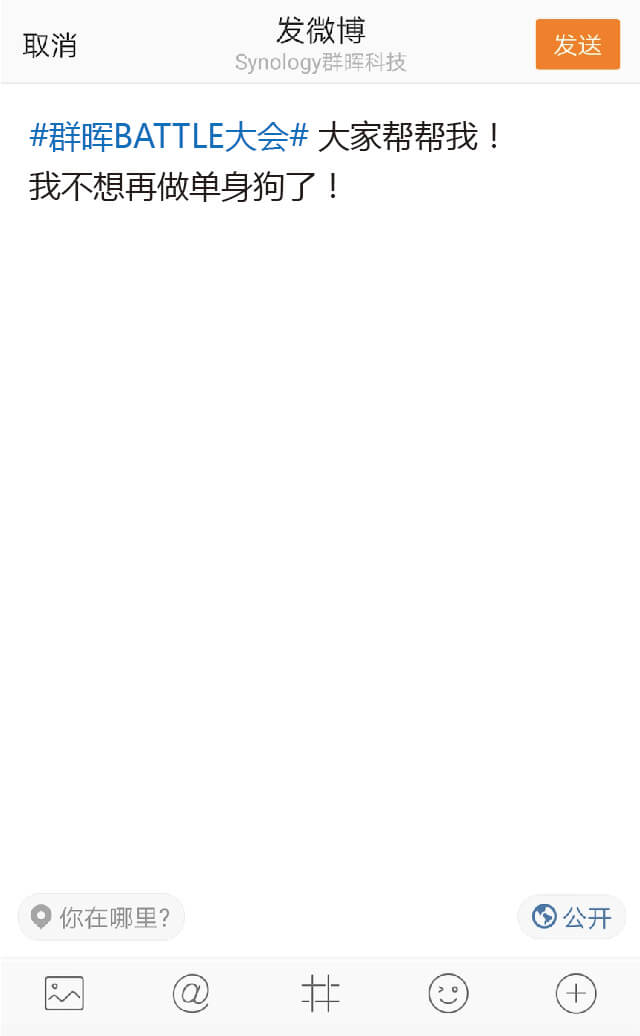 取消
发微博
Synology群晖科技
发送
#群晖BATTLE大会# 大家帮帮我！
我不想再做单身狗了！
你在哪里?
公开
@